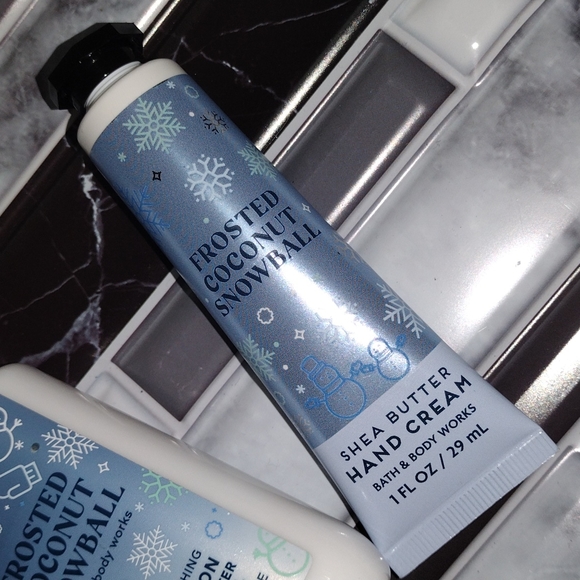 FROSTED
COCONUT
SNOWBALL
SHEA BUTTER
HAND CREAM
BATH & BODY WORKS
1 FL OZ / 29 mL
FROSTED
COCONUT
SNOWBALL
body works